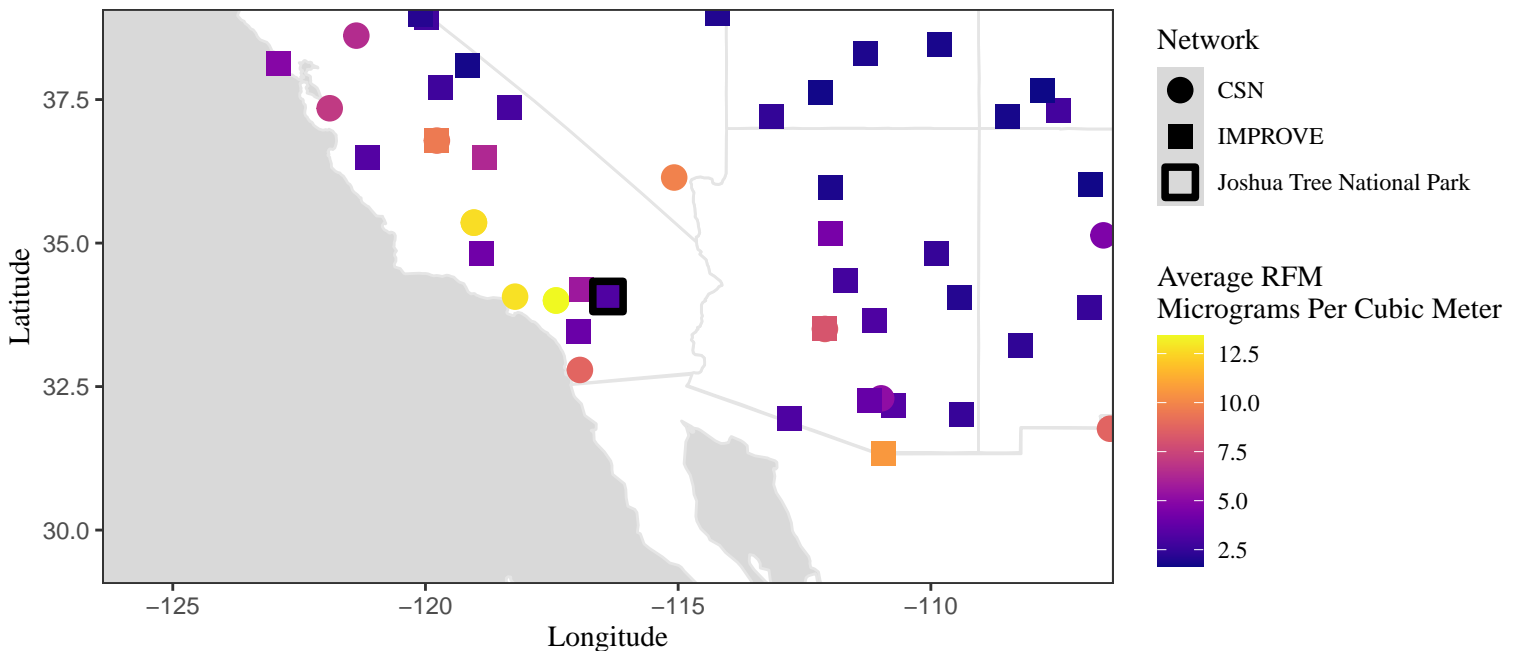 37.5
35.0
32.5
30.0
Latitude
−125
−120
−115
−110
Longitude
Network
CSN
IMPROVE
Joshua Tree National Park
Average RFM
Micrograms Per Cubic Meter
12.5
10.0
7.5
5.0
2.5